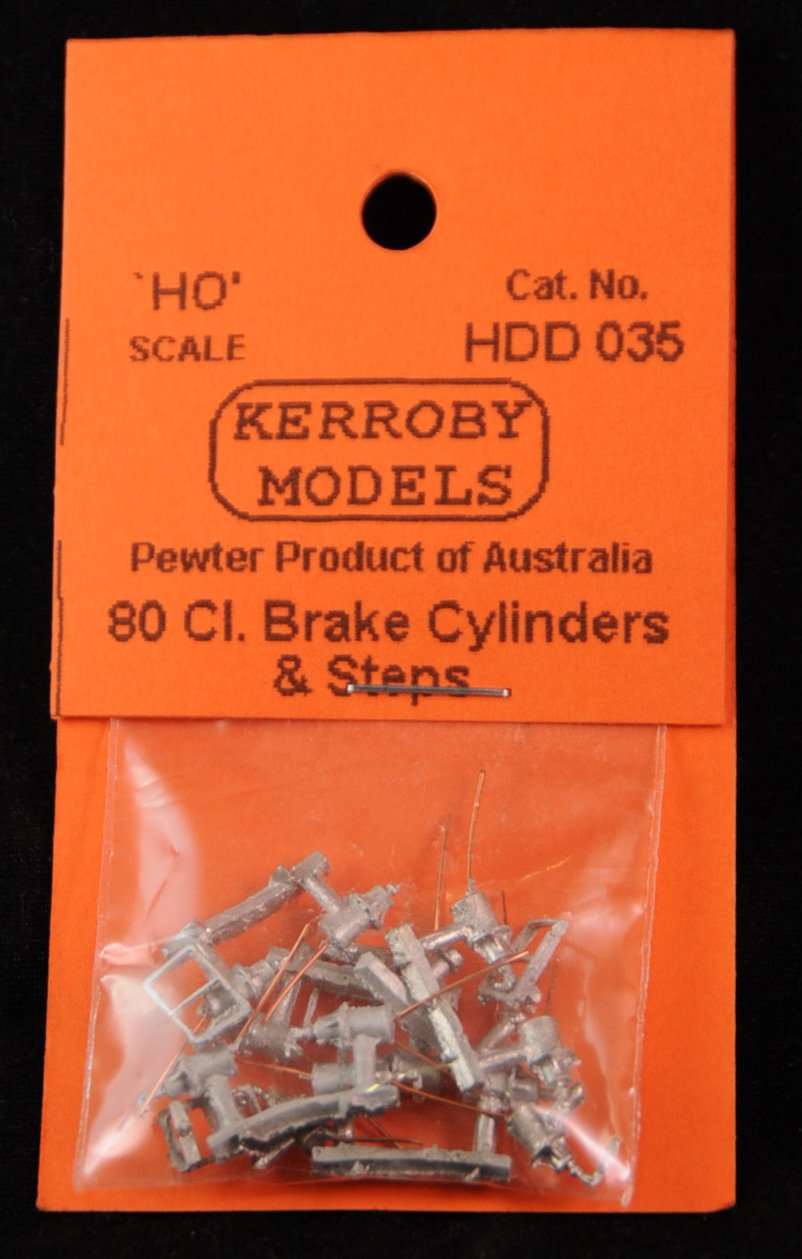 `HO'
SCALE
Cat. No.
HDD 035
KERROBY
MODELS
Pewter Product of Australia
80 Cl. Brake Cylinders
& Steps